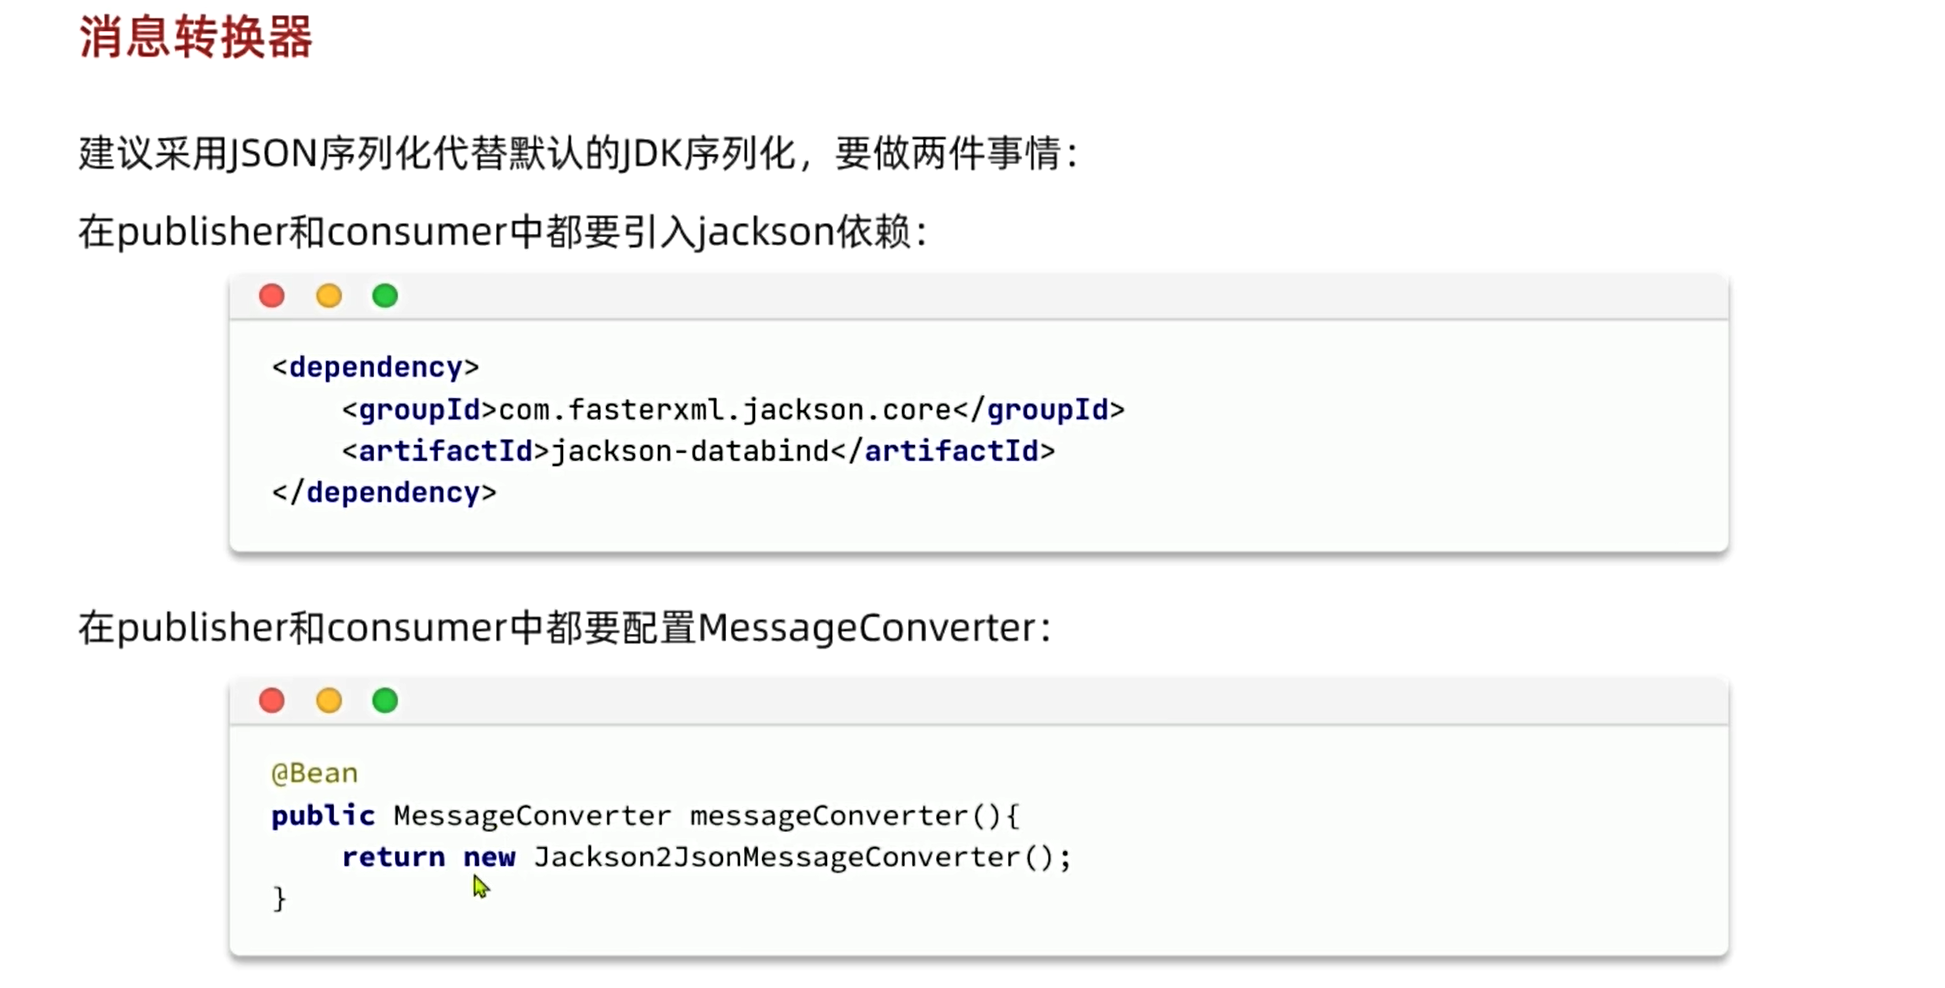 消息转换器
建议采用JSON序列化代替默认的JDK序列化，要做两件事情：
在publisher和consumer中都要引入jackson依赖：
<dependency>
    <groupId>com.fasterxml.jackson.core</groupId>
    <artifactId>jackson-databind</artifactId>
</dependency>
在publisher和consumer中都要配置MessageConverter：
@Bean
public MessageConverter messageConverter(){
    return new Jackson2JsonMessageConverter();
}